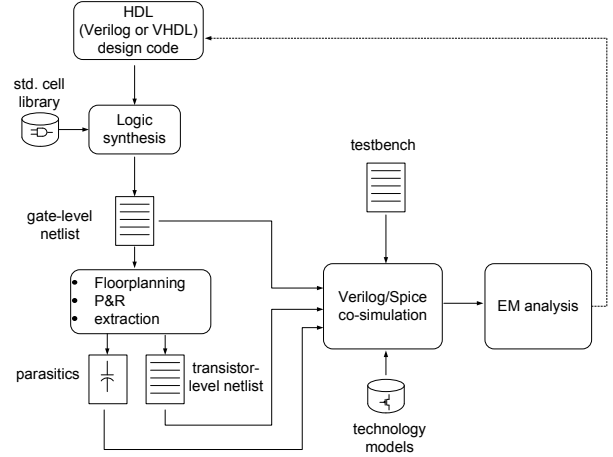 HDL
(Verilog or VHDL)
design code
std. cell
library
Logic
synthesis
testbench
gate-level
netlist
• Floorplanning
• P&R
• extraction
Verilog/Spice
co-simulation
EM analysis
parasitics
transistor-
level netlist
technology
models